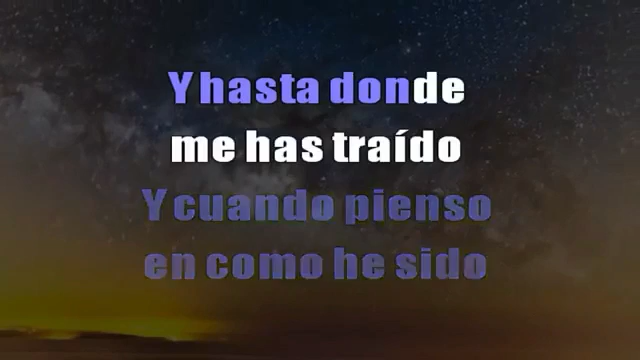 Y hasta donde
me has traído
Y cuando pienso
en como he sido